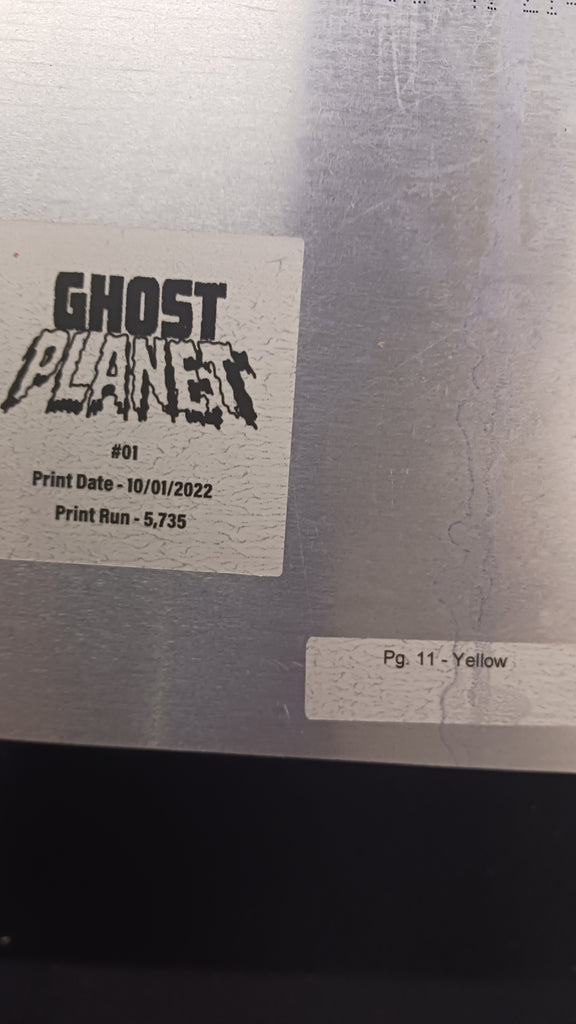 GHOST
PLANET
#01
Print Date - 10/01/2022
Print Run - 5,735
Pg. 11 - Yellow